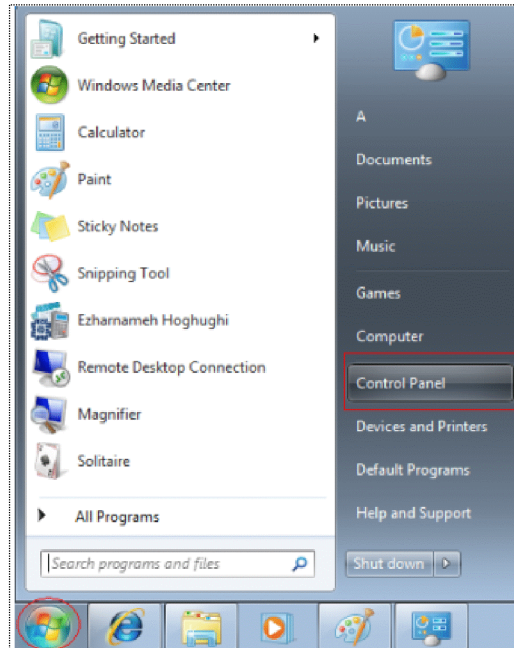 Getting Started
Windows Media Center
Calculator
Paint
Sticky Notes
Snipping Tool
Ezharnameh Hoghughi
Remote Desktop Connection
Magnifier
Solitaire
All Programs
Search programs and files
A
Documents
Pictures
Music
Games
Computer
Control Panel
Devices and Printers
Default Programs
Help and Support
Shut down